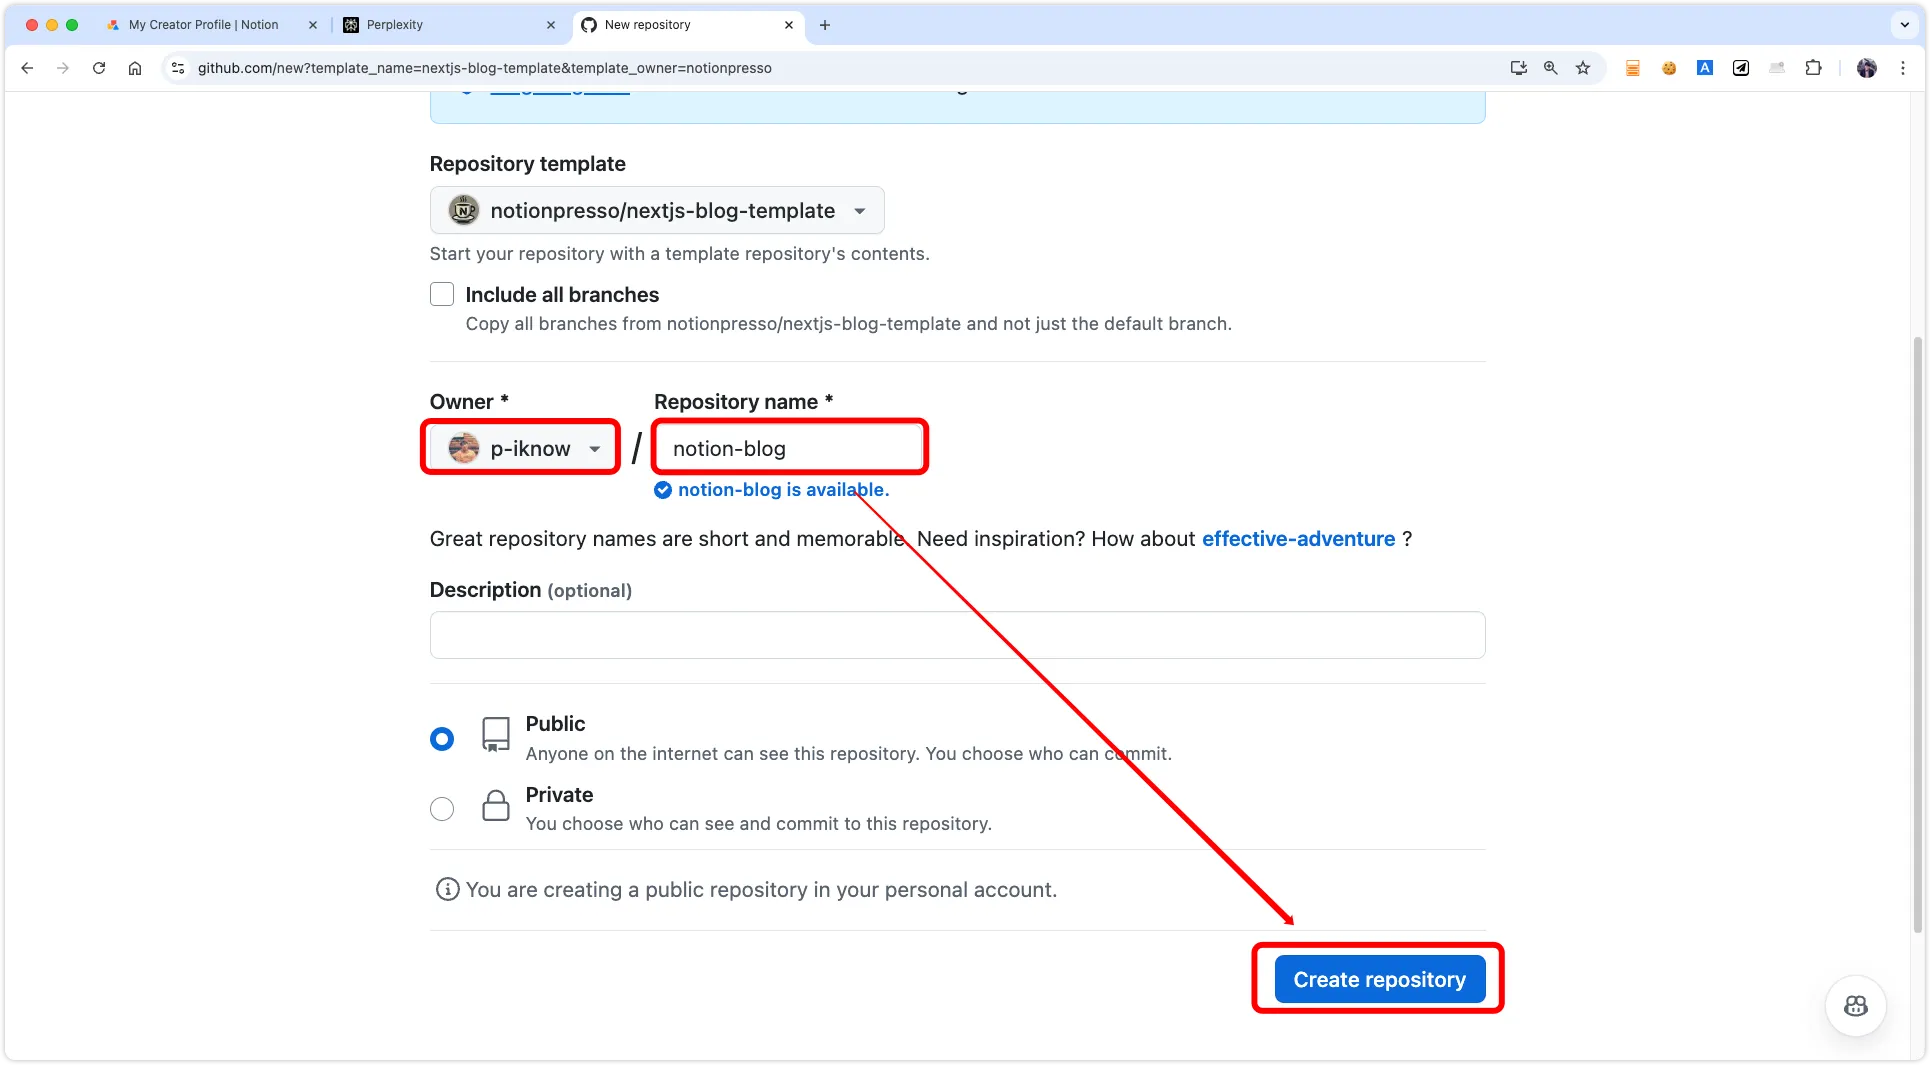 My Creator Profile | Notion
Perplexity
New repository
github.com/new?template_name=nextjs-blog-template&template_owner=notionpresso
Repository template
notionpresso/nextjs-blog-template
Start your repository with a template repository's contents.
Include all branches
Copy all branches from notionpresso/nextjs-blog-template and not just the default branch.
Owner *
Repository name *
p-iknow
/
notion-blog
notion-blog is available.
Great repository names are short and memorable. Need inspiration? How about effective-adventure ?
Description (optional)
Public
Anyone on the internet can see this repository. You choose who can commit.
Private
You choose who can see and commit to this repository.
You are creating a public repository in your personal account.
Create repository